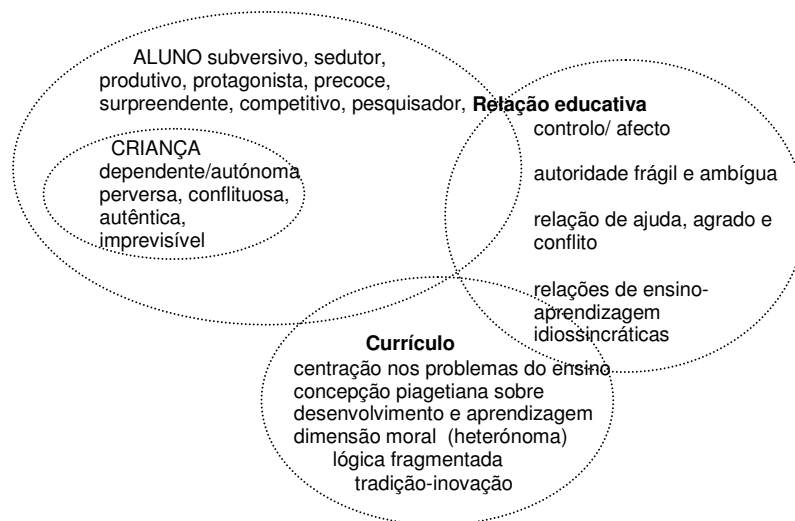 ALUNO subversivo, sedutor,
produtivo, protagonista, precoce,
surpreendente, competitivo, pesquisador,
CRIANÇA
dependente/autónoma
perversa, conflituosa,
autêntica,
imprevisível
Relação educativa
controlo/ afecto
autoridade frágil e ambígua
relação de ajuda, agrado e
conflito
relações de ensino-
aprendizagem
idiossincráticas
Currículo
centração nos problemas do ensino
concepção piagetiana sobre
desenvolvimento e aprendizagem
dimensão moral (heterónoma)
lógica fragmentada
tradição-inovação